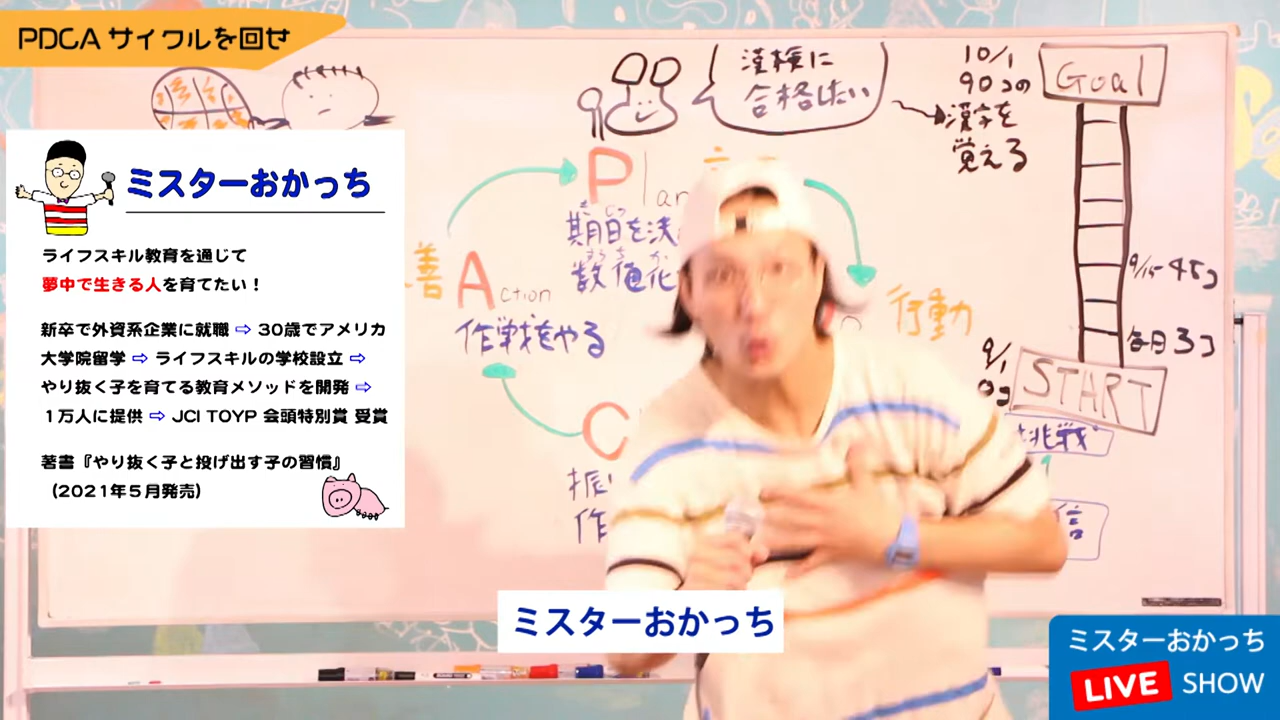 PDCAサイクルを回せ
漢検に
合格したい
10/1
90コの
漢字を
覚える
Goal
ミスターおかっち
ライフスキル教育を通じて
夢中で生きる人を育てたい！
新卒で外資系企業に就職 ⇨ 30歳でアメリカ
大学院留学 ⇨ ライフスキルの学校設立 ⇨
やり抜く子を育てる教育メソッドを開発 ⇨
1万人に提供 ⇨ JCI TOYP 会頭特別賞 受賞
著書『やり抜く子と投げ出す子の習慣』
（2021年5月発売）
Plan
期日を決
数値化
善
Action
作戦をやる
行動
9/15 45コ
毎日3コ
9/1
0コ
START
C
挑戦
振
作
信
ミスターおかっち
ミスターおかっち
LIVE SHOW